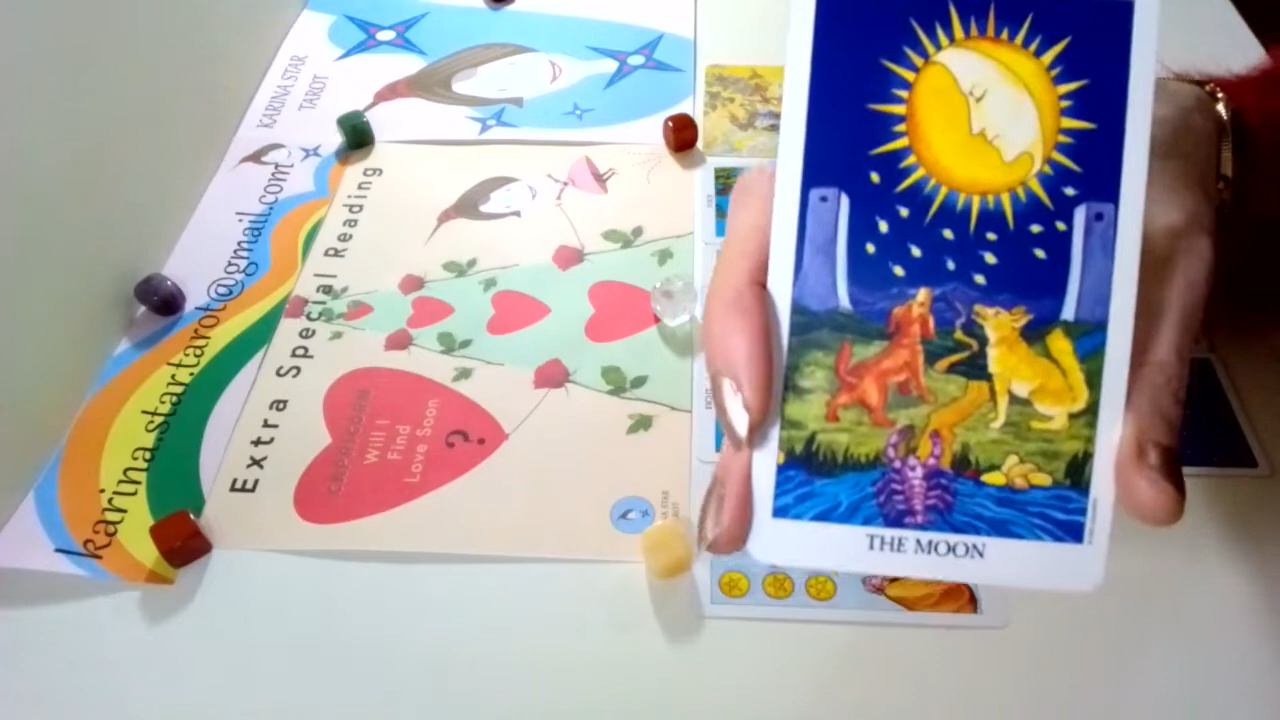 KARINA STAR
TAROT
karina.startarot@gmail.com
Extra Special Reading
CAPRICORN
Will I
Find
Love Soon
?
THE MOON